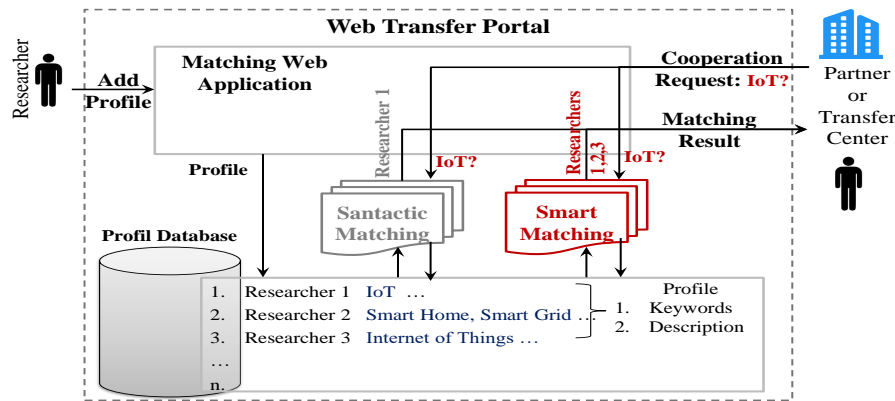 Web Transfer Portal
Researcher
Add
Profile
Matching Web
Application
Cooperation
Request: IoT?
Partner
or
Transfer
Center
Matching
Result
Researcher 1
Researchers
1,2,3
IoT?
IoT?
Profile
Santactic
Matching
Smart
Matching
Profil Database
1. Researcher 1 IoT …
2. Researcher 2 Smart Home, Smart Grid …
3. Researcher 3 Internet of Things …
…
n.
Profile
1. Keywords
2. Description